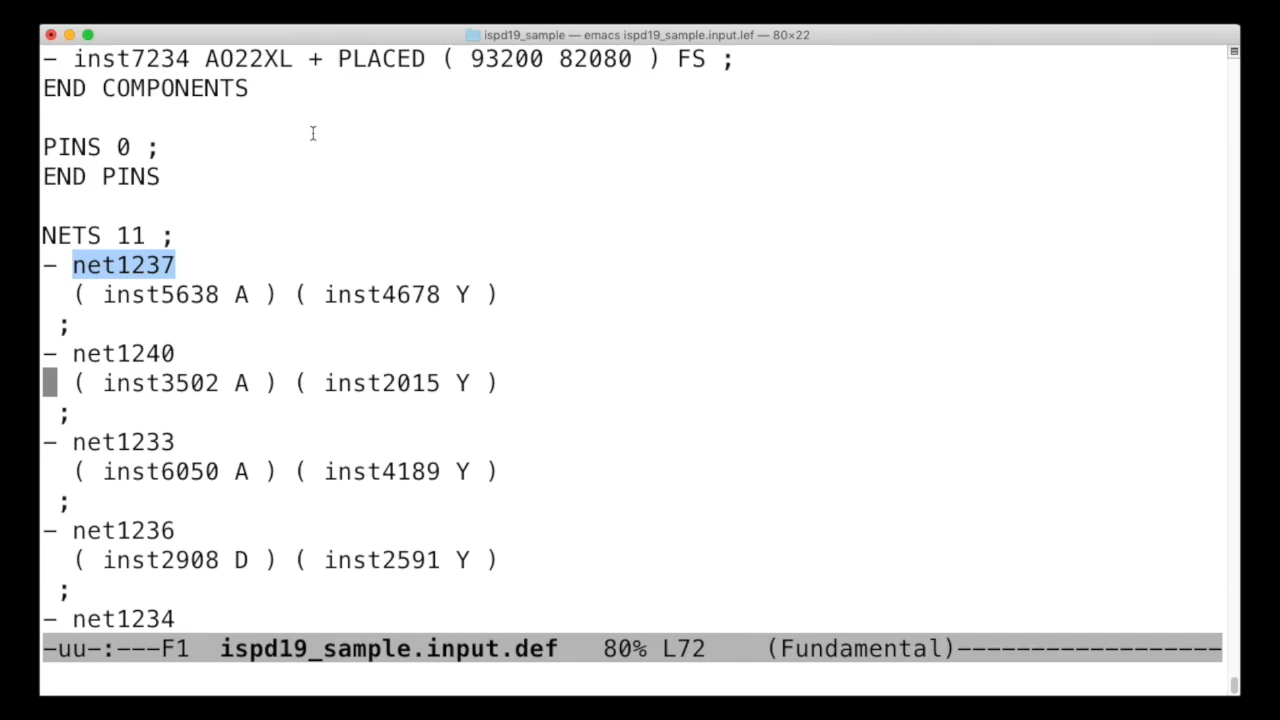 ispd19_sample — emacs ispd19_sample.input.lef — 80×22
- inst7234 AO22XL + PLACED ( 93200 82080 ) FS ;
END COMPONENTS
PINS 0 ;
END PINS
NETS 11 ;
- net1237
( inst5638 A ) ( inst4678 Y )
;
- net1240
( inst3502 A ) ( inst2015 Y )
;
- net1233
( inst6050 A ) ( inst4189 Y )
;
- net1236
( inst2908 D ) ( inst2591 Y )
;
- net1234
-uu-:---F1  ispd19_sample.input.def   80% L72    (Fundamental)------------------